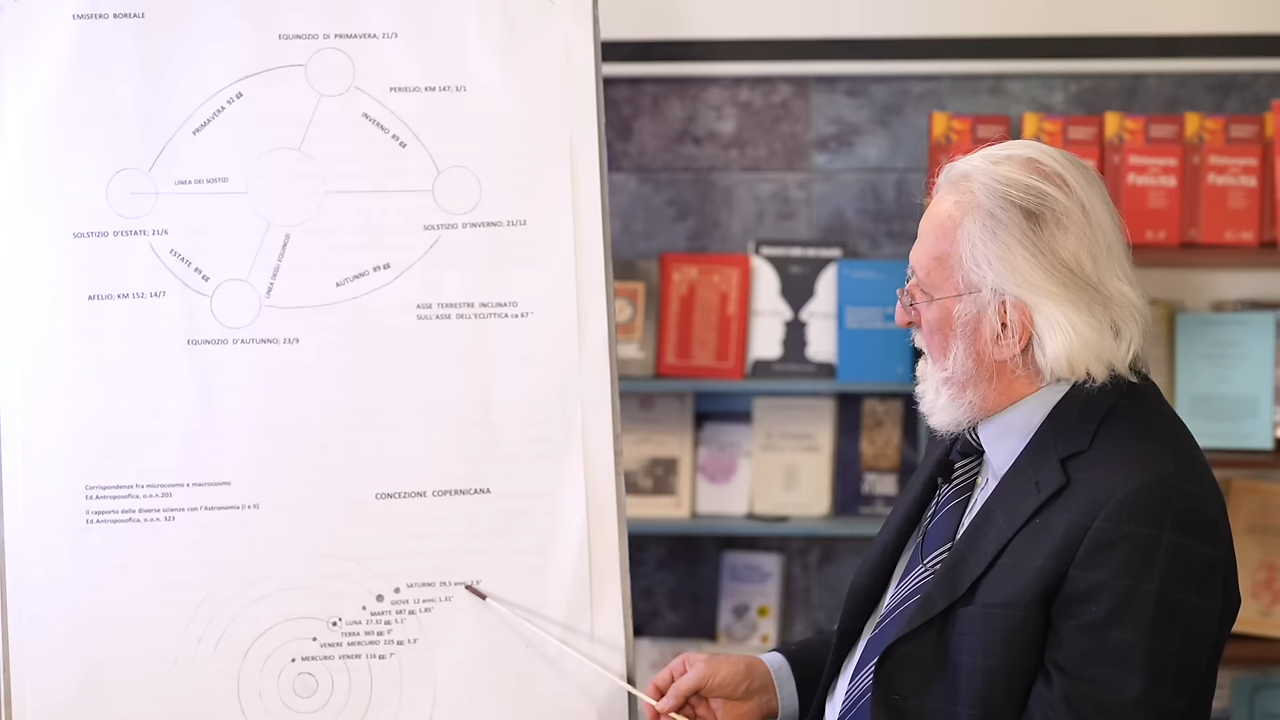 EMISFERO BOREALE
EQUINOZIO DI PRIMAVERA; 21/3
PERIELIO; KM 147; 3/1
PRIMAVERA 92 gg
INVERNO 89 gg
LINEA DEI SOSTIZI
SOLSTIZIO D'ESTATE; 21/6
SOLSTIZIO D'INVERNO; 21/12
LINEA DEGLI EQUINOZI
ESTATE 89 gg
AUTUNNO 89 gg
AFELIO; KM 152; 14/7
ASSE TERRESTRE INCLINATO
SULL'ASSE DELL'ECLITTICA ca 67°
EQUINOZIO D'AUTUNNO; 23/9
Corrispondenze fra microcosmo e macrocosmo
Ed.Antroposofica, o.o.n.201
Il rapporto delle diverse scienze con l'Astronomia (I e II)
Ed.Antroposofica, o.o.n. 323
CONCEZIONE COPERNICANA
SATURNO 29,5 anni; 2.5°
GIOVE 12 anni; 1.31°
MARTE 687 gg; 1.85°
LUNA 27.32 gg; 5.1°
TERRA 365 gg; 0°
VENERE MERCURIO 225 gg; 3.3°
MERCURIO VENERE 116 gg; 7°
Dizionario
Felicità